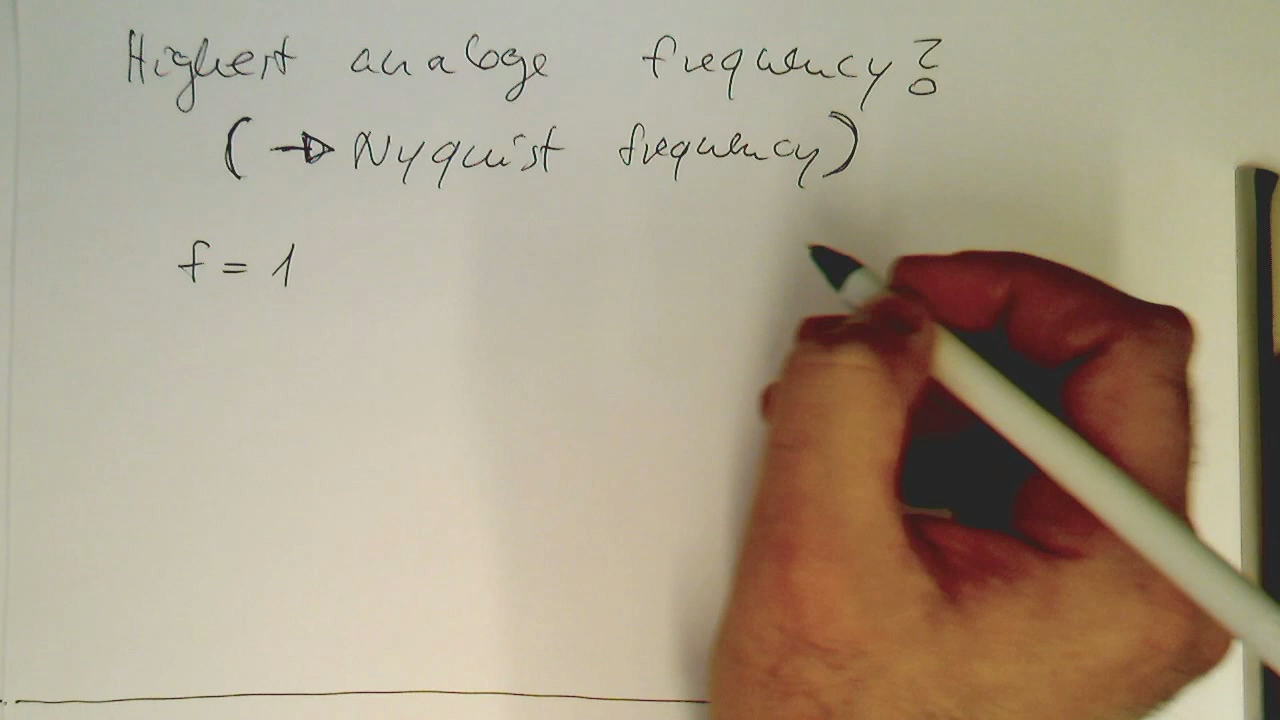 Highest analoge frequency?
(→ Nyquist frequency)
f = 1